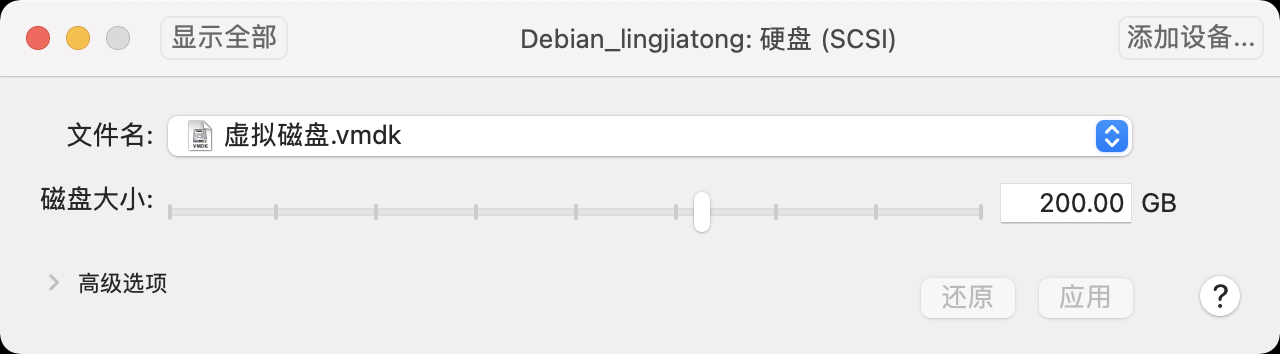 显示全部
Debian_lingjiatong: 硬盘 (SCSI)
添加设备...
文件名:
虚拟磁盘.vmdk
磁盘大小:
200.00 GB
高级选项
还原
应用
?